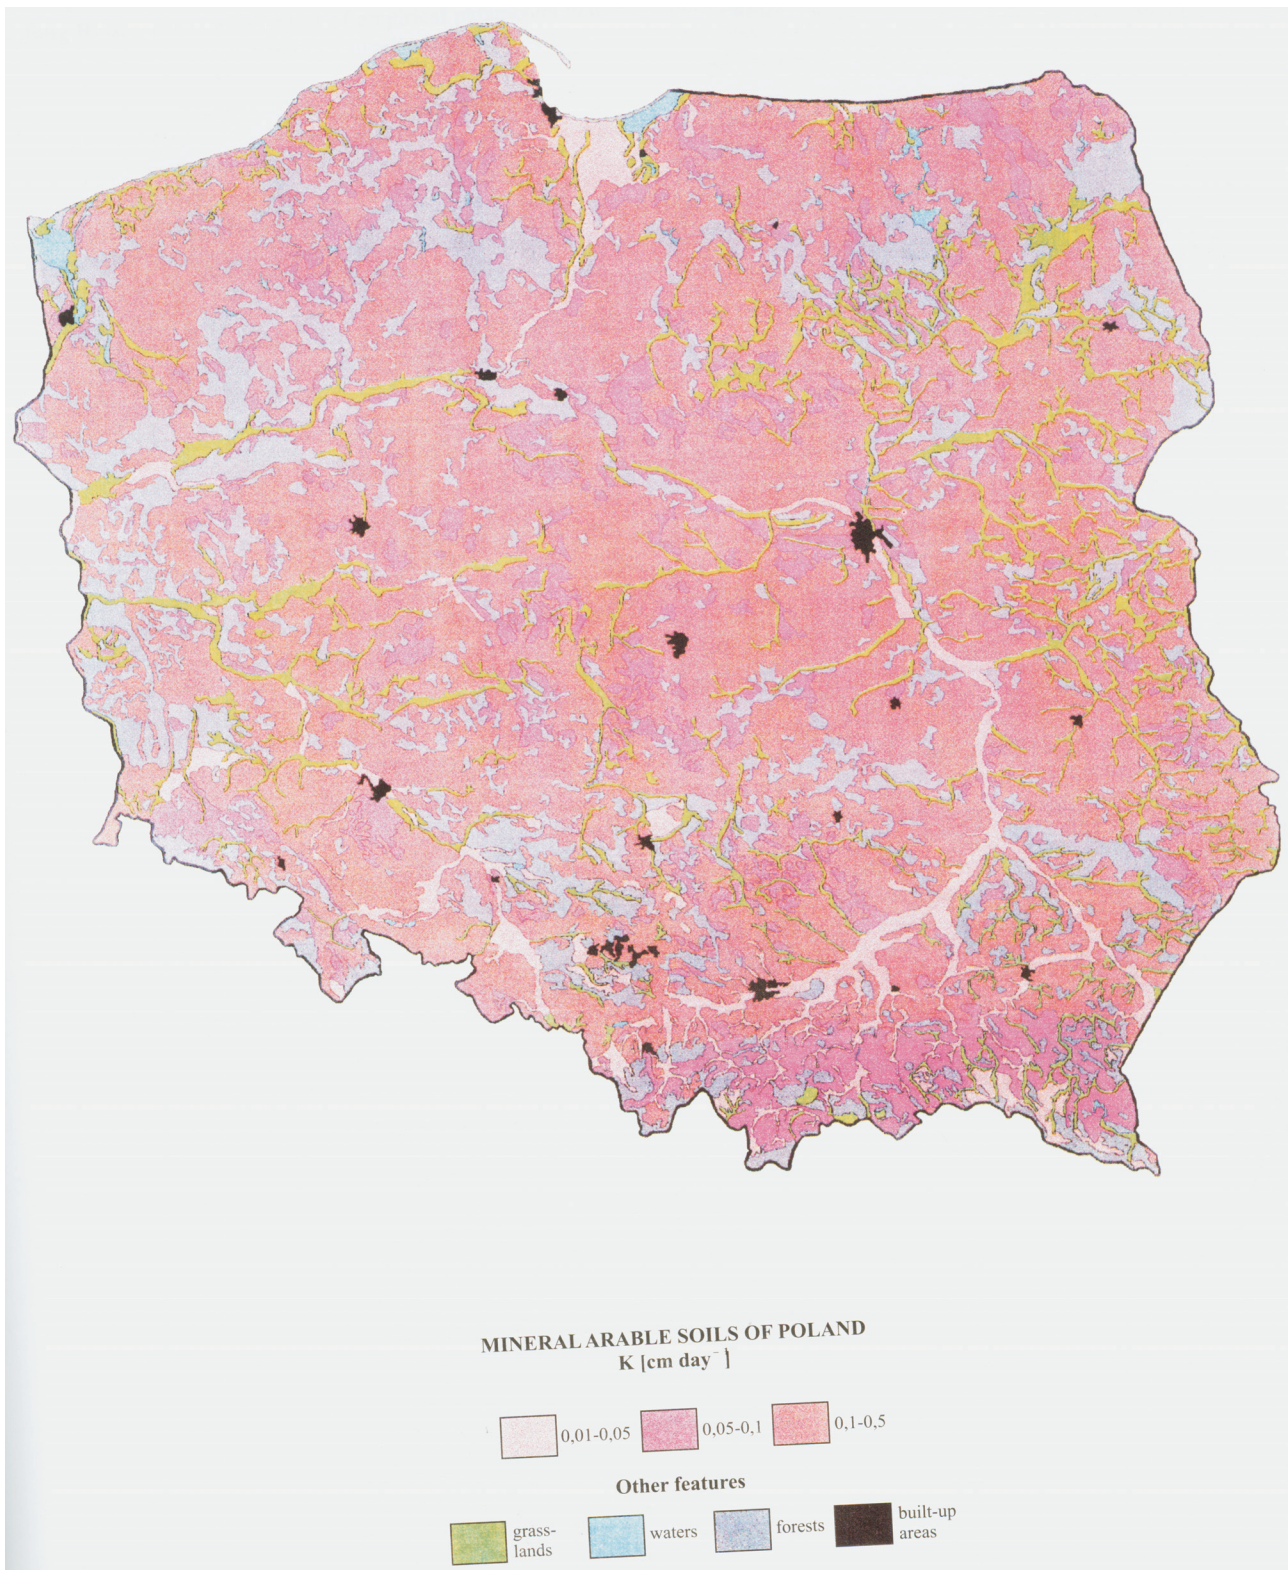 MINERAL ARABLE SOILS OF POLAND
K [cm day⁻ ]
0,01-0,05
0,05-0,1
0,1-0,5
Other features
grass-
lands
waters
forests
built-up
areas